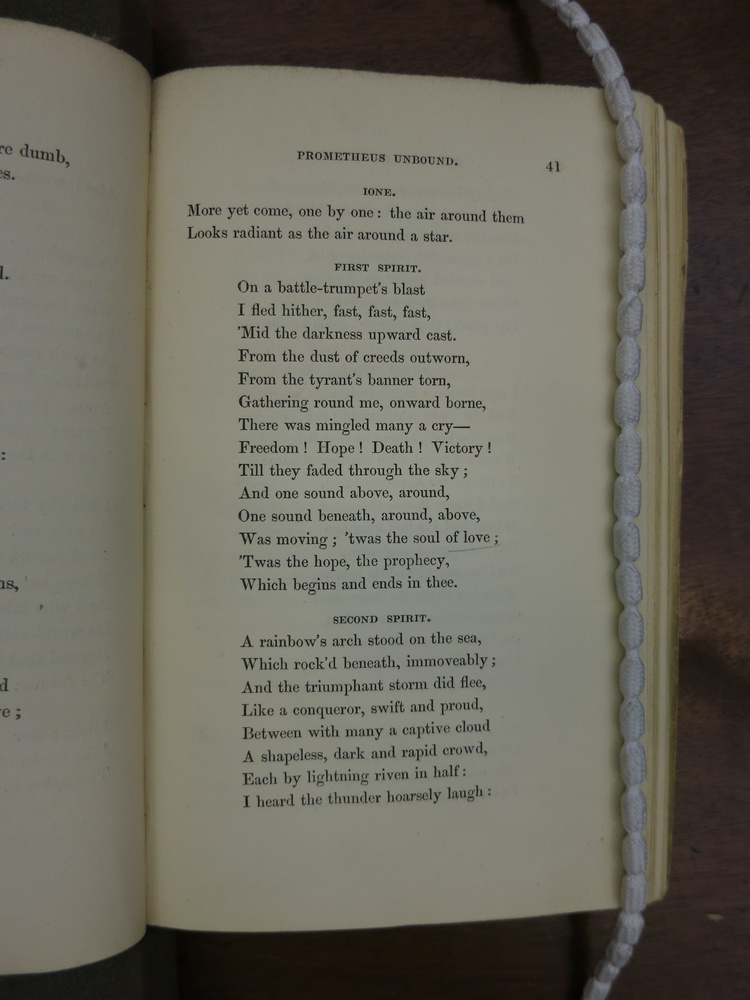 re dumb,
es.
l.
:
ns,
d
e ;
PROMETHEUS UNBOUND. 41
IONE.
More yet come, one by one : the air around them
Looks radiant as the air around a star.
FIRST SPIRIT.
On a battle-trumpet's blast
I fled hither, fast, fast, fast,
'Mid the darkness upward cast.
From the dust of creeds outworn,
From the tyrant's banner torn,
Gathering round me, onward borne,
There was mingled many a cry—
Freedom ! Hope ! Death ! Victory !
Till they faded through the sky ;
And one sound above, around,
One sound beneath, around, above,
Was moving ; 'twas the soul of love ;
'Twas the hope, the prophecy,
Which begins and ends in thee.
SECOND SPIRIT.
A rainbow's arch stood on the sea,
Which rock'd beneath, immoveably ;
And the triumphant storm did flee,
Like a conqueror, swift and proud,
Between with many a captive cloud
A shapeless, dark and rapid crowd,
Each by lightning riven in half :
I heard the thunder hoarsely laugh :